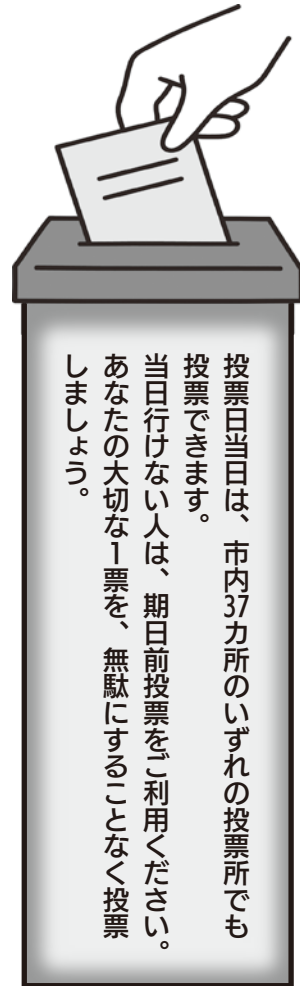 投票日当日は、市内37カ所のいずれの投票所でも
投票できます。
当日行けない人は、期日前投票をご利用ください。
あなたの大切な1票を、無駄にすることなく投票
しましょう。